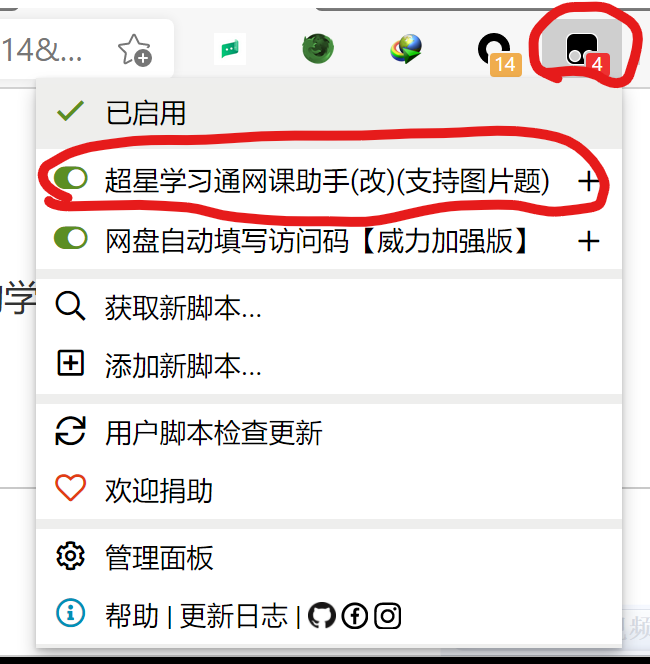 14&...
14
4
已启用
超星学习通网课助手(改)(支持图片题)
网盘自动填写访问码【威力加强版】
获取新脚本...
添加新脚本...
用户脚本检查更新
欢迎捐助
管理面板
帮助 | 更新日志 |
学
视频